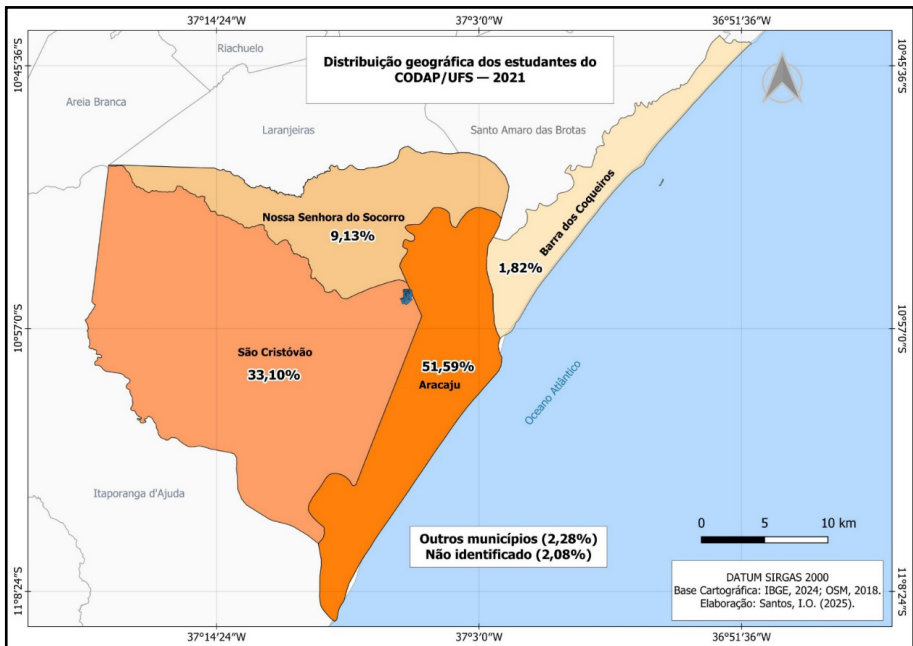 37°14'24"W
37°3'0"W
36°51'36"W
10°45'36"S
10°45'36"S
Riachuelo
Distribuição geográfica dos estudantes do
CODAP/UFS — 2021
Areia Branca
Laranjeiras
Santo Amaro das Brotas
Barra dos Coqueiros
Nossa Senhora do Socorro
9,13%
1,82%
10°57'0"S
10°57'0"S
São Cristóvão
33,10%
51,59%
Aracaju
Oceano Atlântico
Itaporanga d'Ajuda
0 5 10 km
Outros municípios (2,28%)
Não identificado (2,08%)
DATUM SIRGAS 2000
Base Cartográfica: IBGE, 2024; OSM, 2018.
Elaboração: Santos, I.O. (2025).
11°8'24"S
11°8'24"S
37°14'24"W
37°3'0"W
36°51'36"W